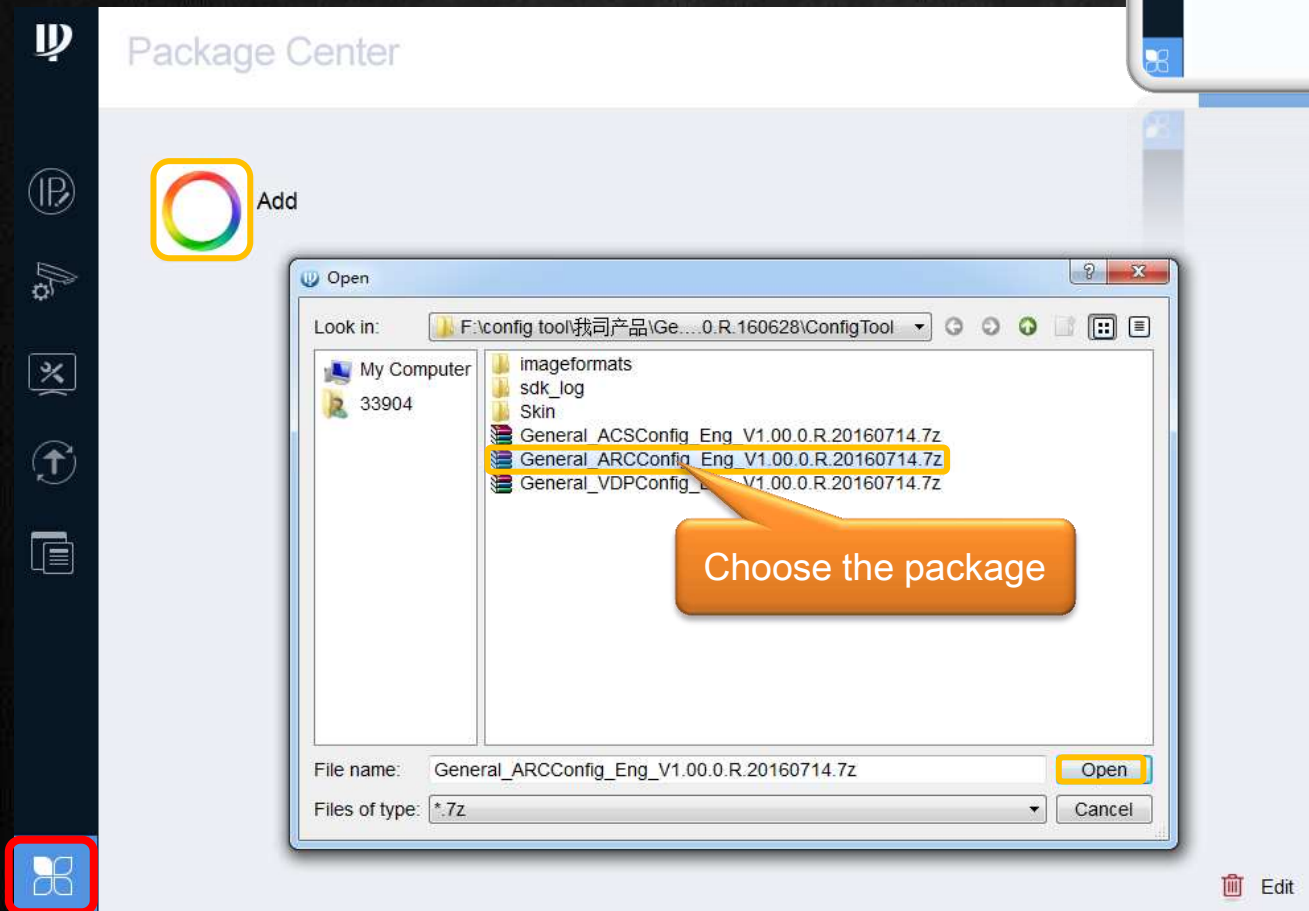 Package Center
Add
Open
Look in: F:\config tool\我司产品\Ge....0.R.160628\ConfigTool
My Computer
33904
imageformats
sdk_log
Skin
General_ACSConfig_Eng_V1.00.0.R.20160714.7z
General_ARCConfig_Eng_V1.00.0.R.20160714.7z
General_VDPConfig_ V1.00.0.R.20160714.7z
Choose the package
File name: General_ARCConfig_Eng_V1.00.0.R.20160714.7z Open
Files of type: *.7z Cancel
Edit